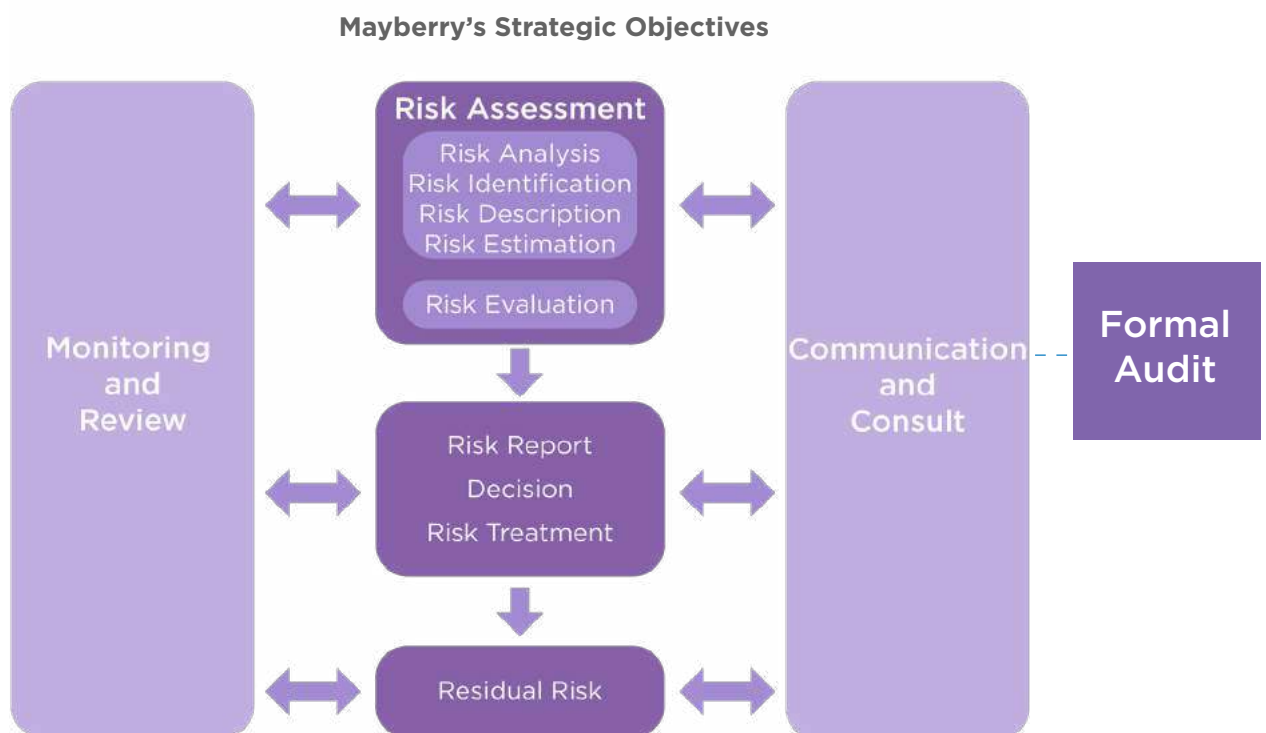 Mayberry’s Strategic Objectives
Risk Assessment
Risk Analysis
Risk Identification
Risk Description
Risk Estimation
Risk Evaluation
Monitoring
and
Review
Communication
and
Consult
Formal
Audit
Risk Report
Decision
Risk Treatment
Residual Risk